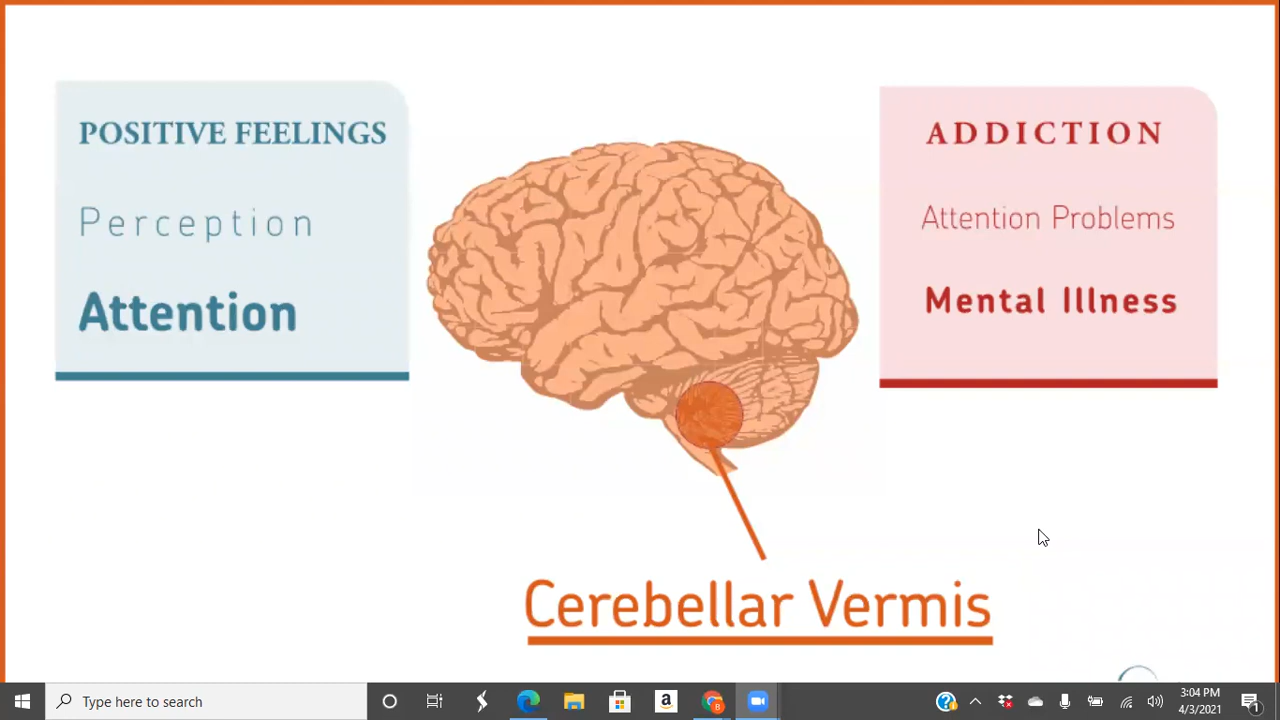 POSITIVE FEELINGS
Perception
Attention
ADDICTION
Attention Problems
Mental Illness
Cerebellar Vermis
Type here to search
3:04 PM
4/3/2021